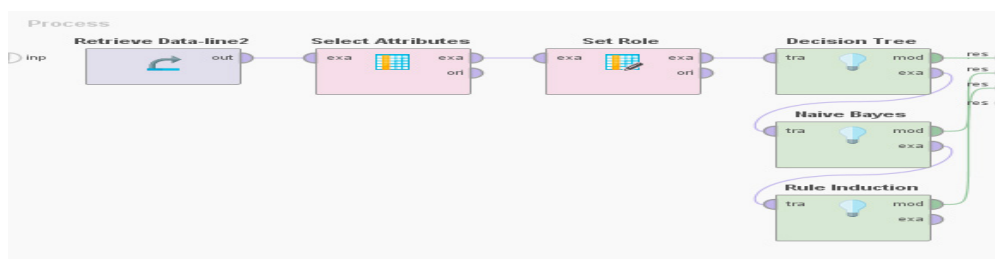 Process
Retrieve Data-line2
Select Attributes
Set Role
Decision Tree
inp
out
exa
exa
ori
exa
exa
ori
tra
mod
exa
res
res
res
res
Naive Bayes
tra
mod
exa
Rule Induction
tra
mod
exa